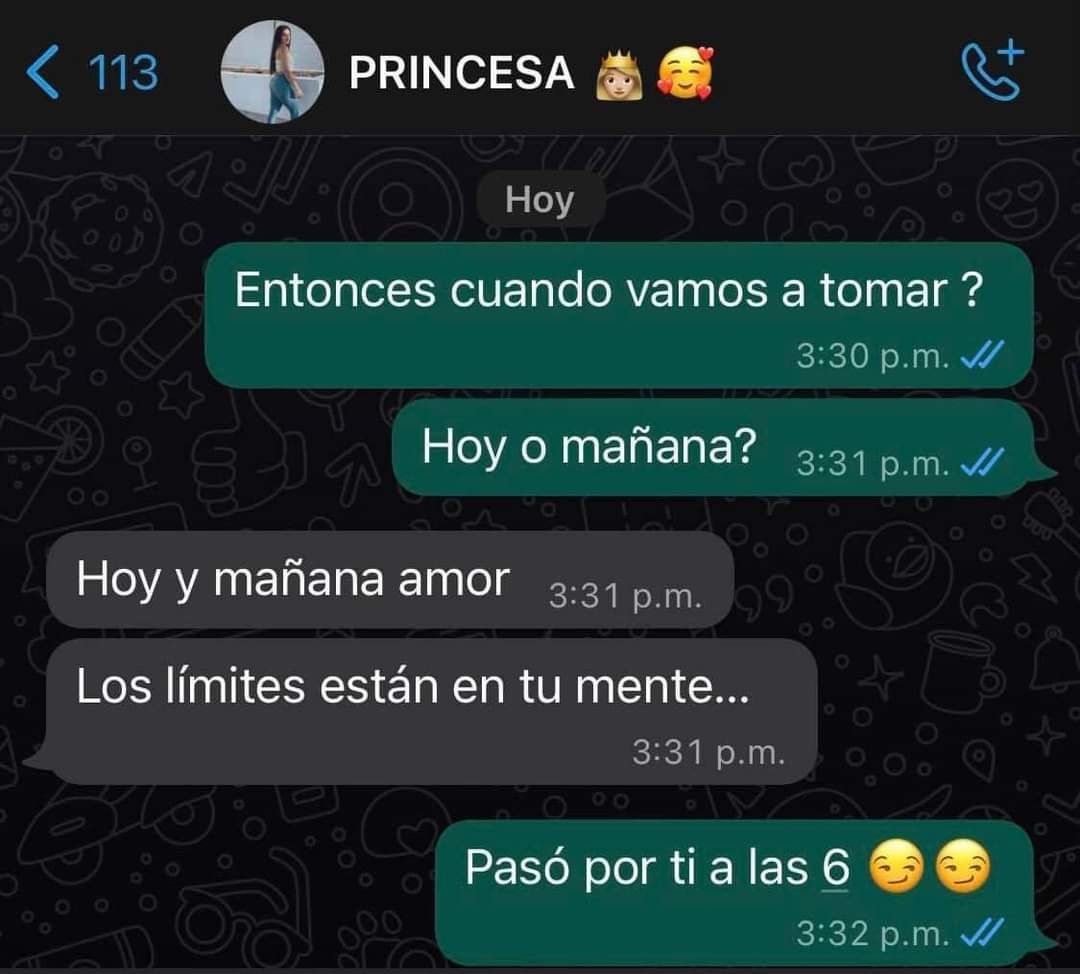 113
PRINCESA 👸🏼 🥰
Hoy
Entonces cuando vamos a tomar ?
3:30 p.m.
Hoy o mañana?
3:31 p.m.
Hoy y mañana amor
3:31 p.m.
Los límites están en tu mente...
3:31 p.m.
Pasó por ti a las 6 😏😏
3:32 p.m.